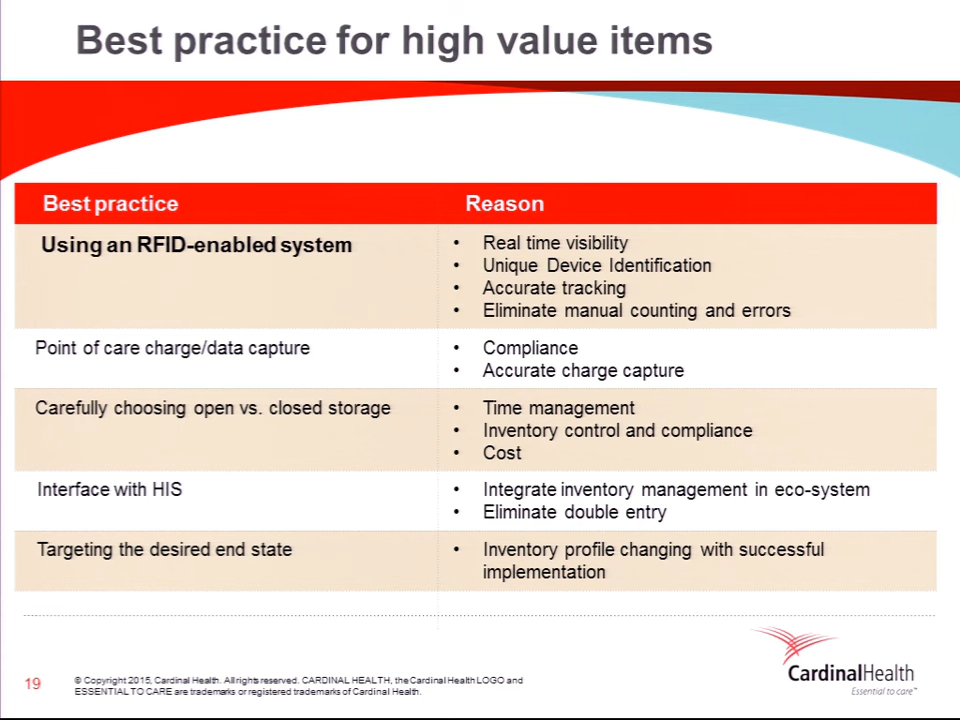 Best practice for high value items
Best practice
Reason
Using an RFID-enabled system
• Real time visibility
• Unique Device Identification
• Accurate tracking
• Eliminate manual counting and errors
Point of care charge/data capture
• Compliance
• Accurate charge capture
Carefully choosing open vs. closed storage
• Time management
• Inventory control and compliance
• Cost
Interface with HIS
• Integrate inventory management in eco-system
• Eliminate double entry
Targeting the desired end state
• Inventory profile changing with successful
implementation
19
© Copyright 2015, Cardinal Health. All rights reserved. CARDINAL HEALTH, the Cardinal Health LOGO and
ESSENTIAL TO CARE are trademarks or registered trademarks of Cardinal Health.
CardinalHealth
Essential to care™